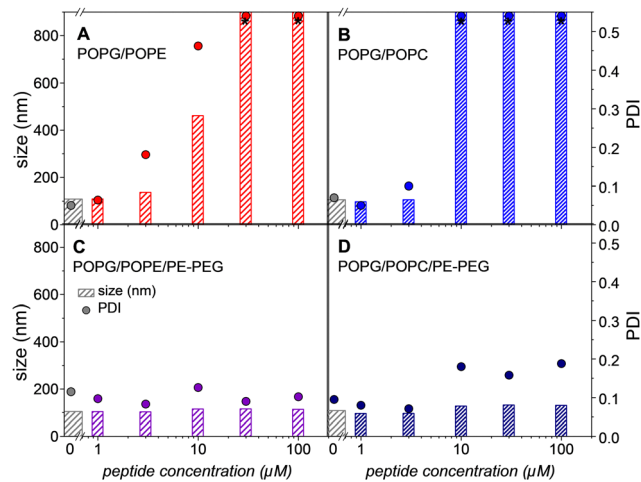 A
POPG/POPE
B
POPG/POPC
800
600
400
200
0
size (nm)
0.5
0.4
0.3
0.2
0.1
0.0
PDI
C
POPG/POPE/PE-PEG
size (nm)
PDI
D
POPG/POPC/PE-PEG
800
600
400
200
0
size (nm)
0.5
0.4
0.3
0.2
0.1
0.0
PDI
0 1 10 100
0 1 10 100
peptide concentration (µM)
peptide concentration (µM)